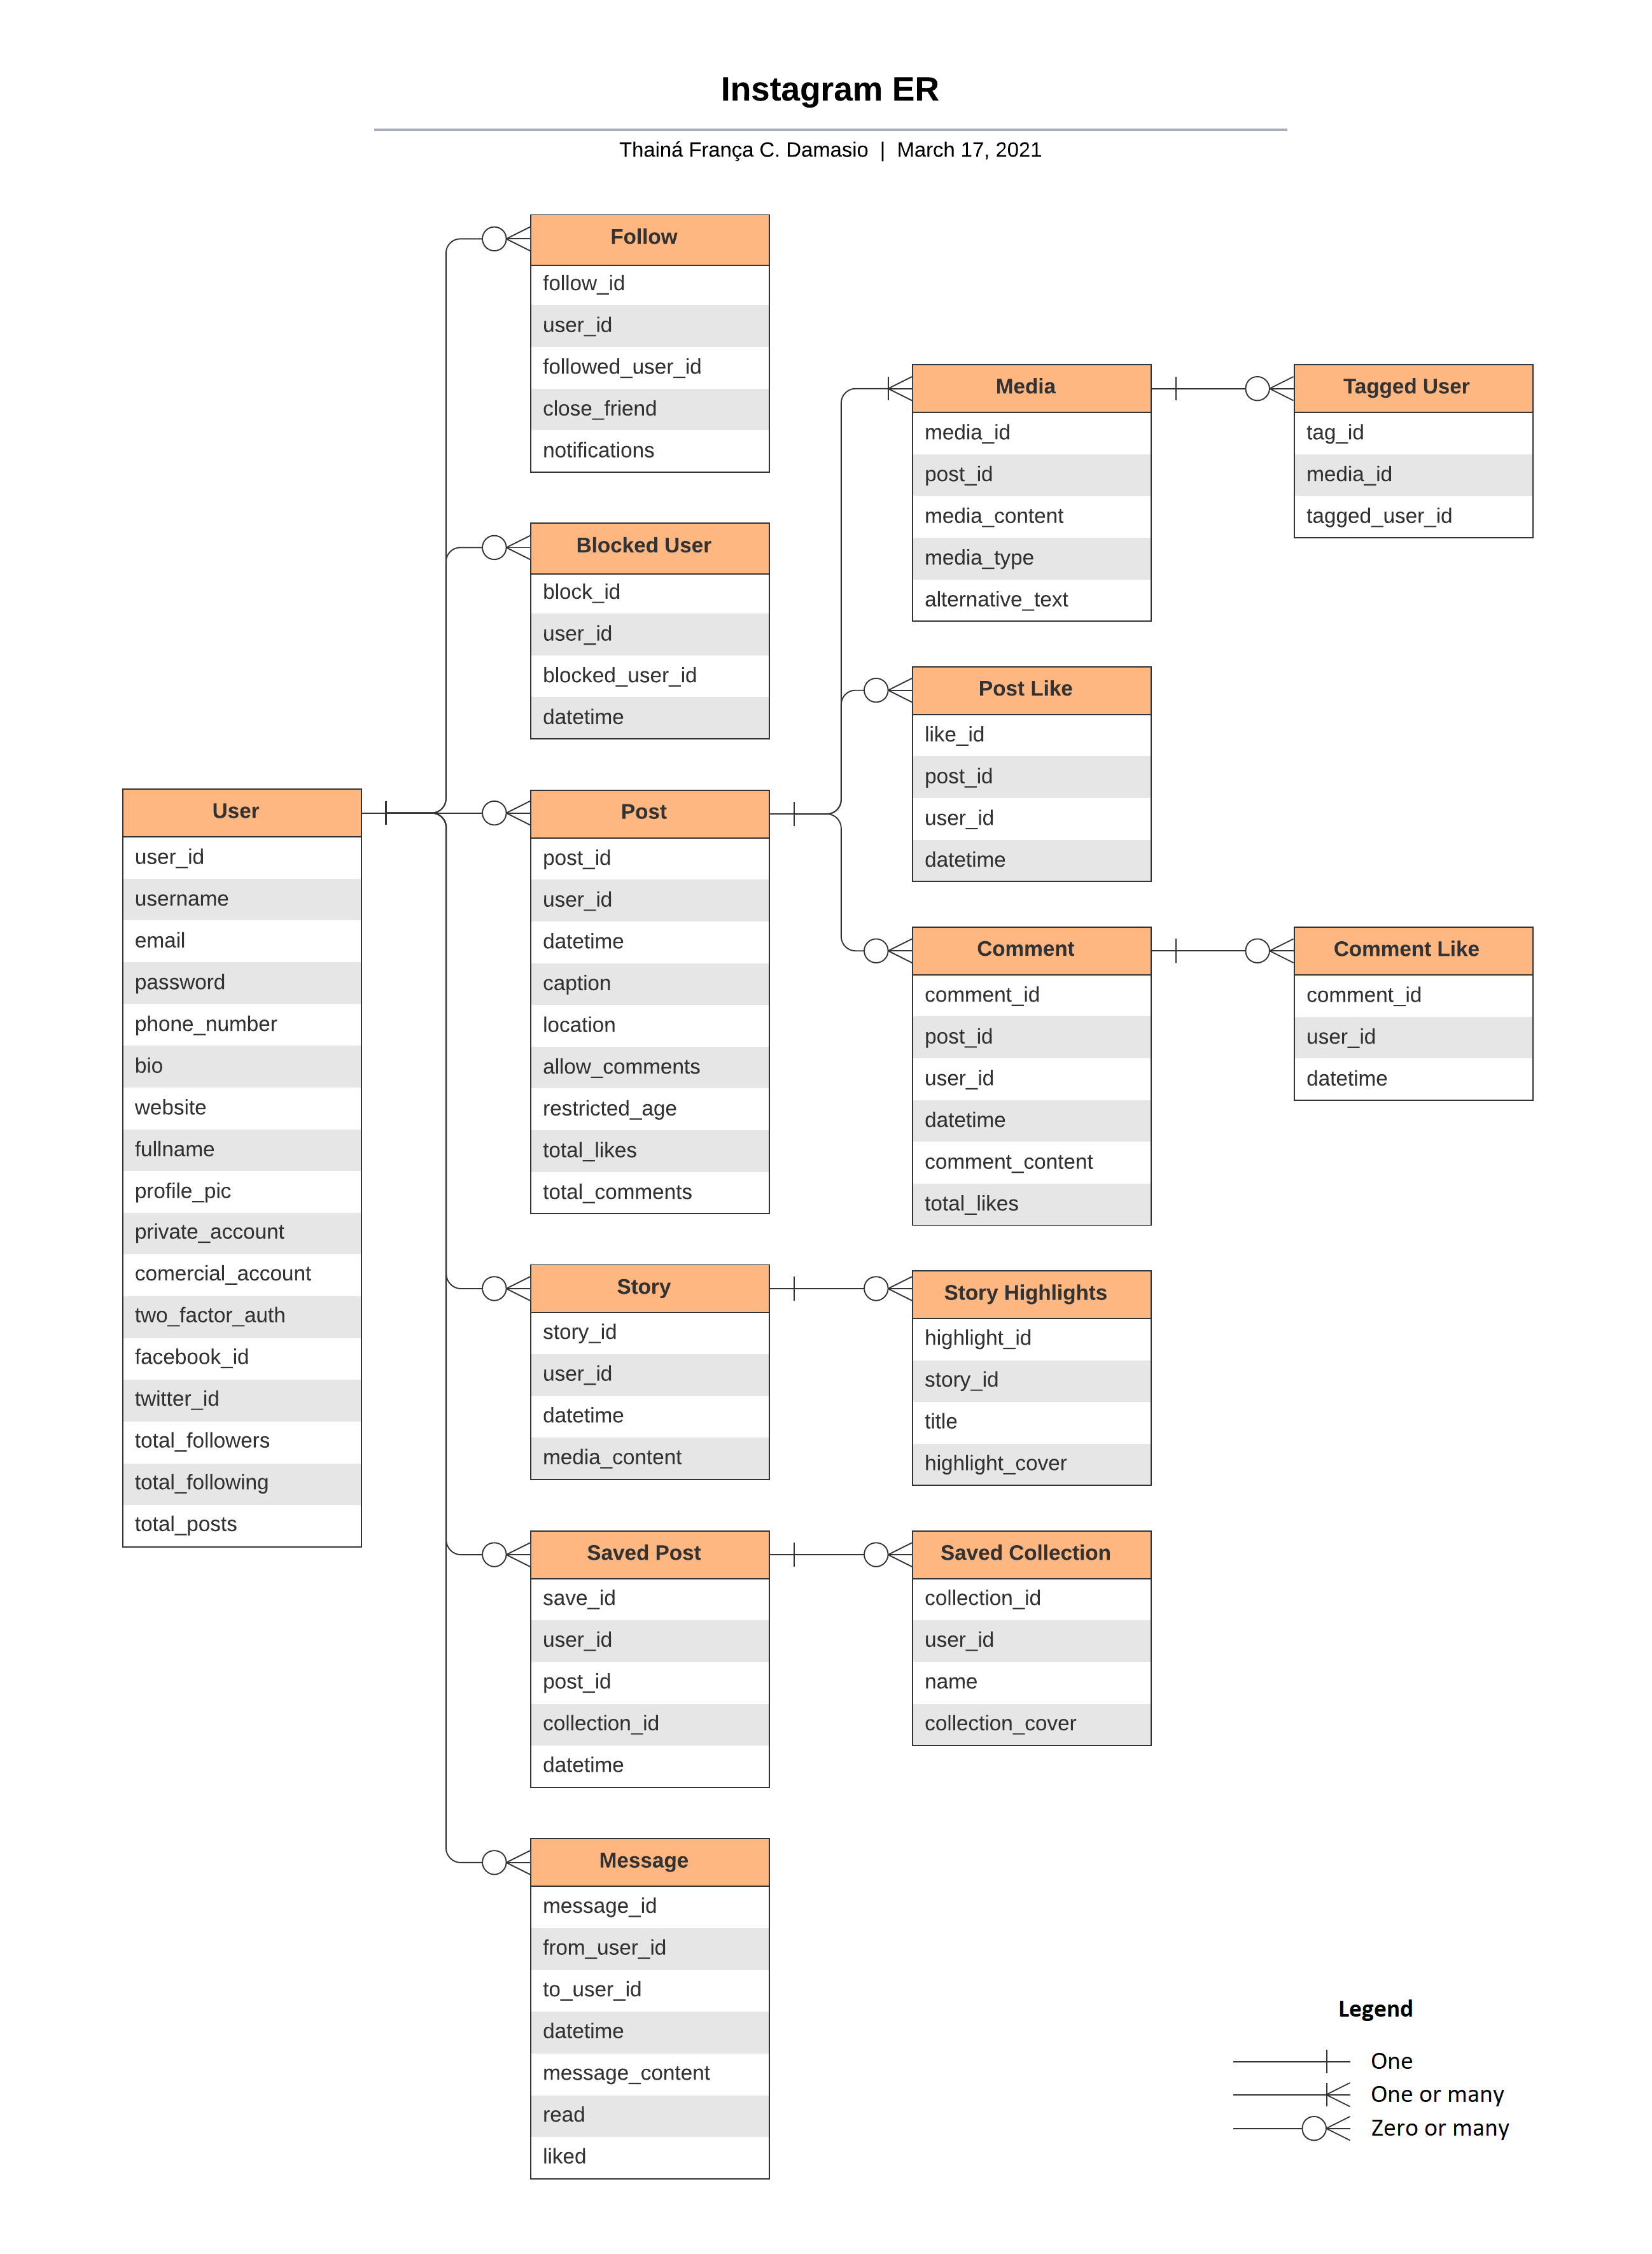 Instagram ER
Thainá França C. Damasio | March 17, 2021
Follow
follow_id
user_id
followed_user_id
close_friend
notifications
Blocked User
block_id
user_id
blocked_user_id
datetime
User
user_id
username
email
password
phone_number
bio
website
fullname
profile_pic
private_account
comercial_account
two_factor_auth
facebook_id
twitter_id
total_followers
total_following
total_posts
Post
post_id
user_id
datetime
caption
location
allow_comments
restricted_age
total_likes
total_comments
Media
media_id
post_id
media_content
media_type
alternative_text
Tagged User
tag_id
media_id
tagged_user_id
Post Like
like_id
post_id
user_id
datetime
Comment
comment_id
post_id
user_id
datetime
comment_content
total_likes
Comment Like
comment_id
user_id
datetime
Story
story_id
user_id
datetime
media_content
Story Highlights
highlight_id
story_id
title
highlight_cover
Saved Post
save_id
user_id
post_id
collection_id
datetime
Saved Collection
collection_id
user_id
name
collection_cover
Message
message_id
from_user_id
to_user_id
datetime
message_content
read
liked
Legend
One
One or many
Zero or many